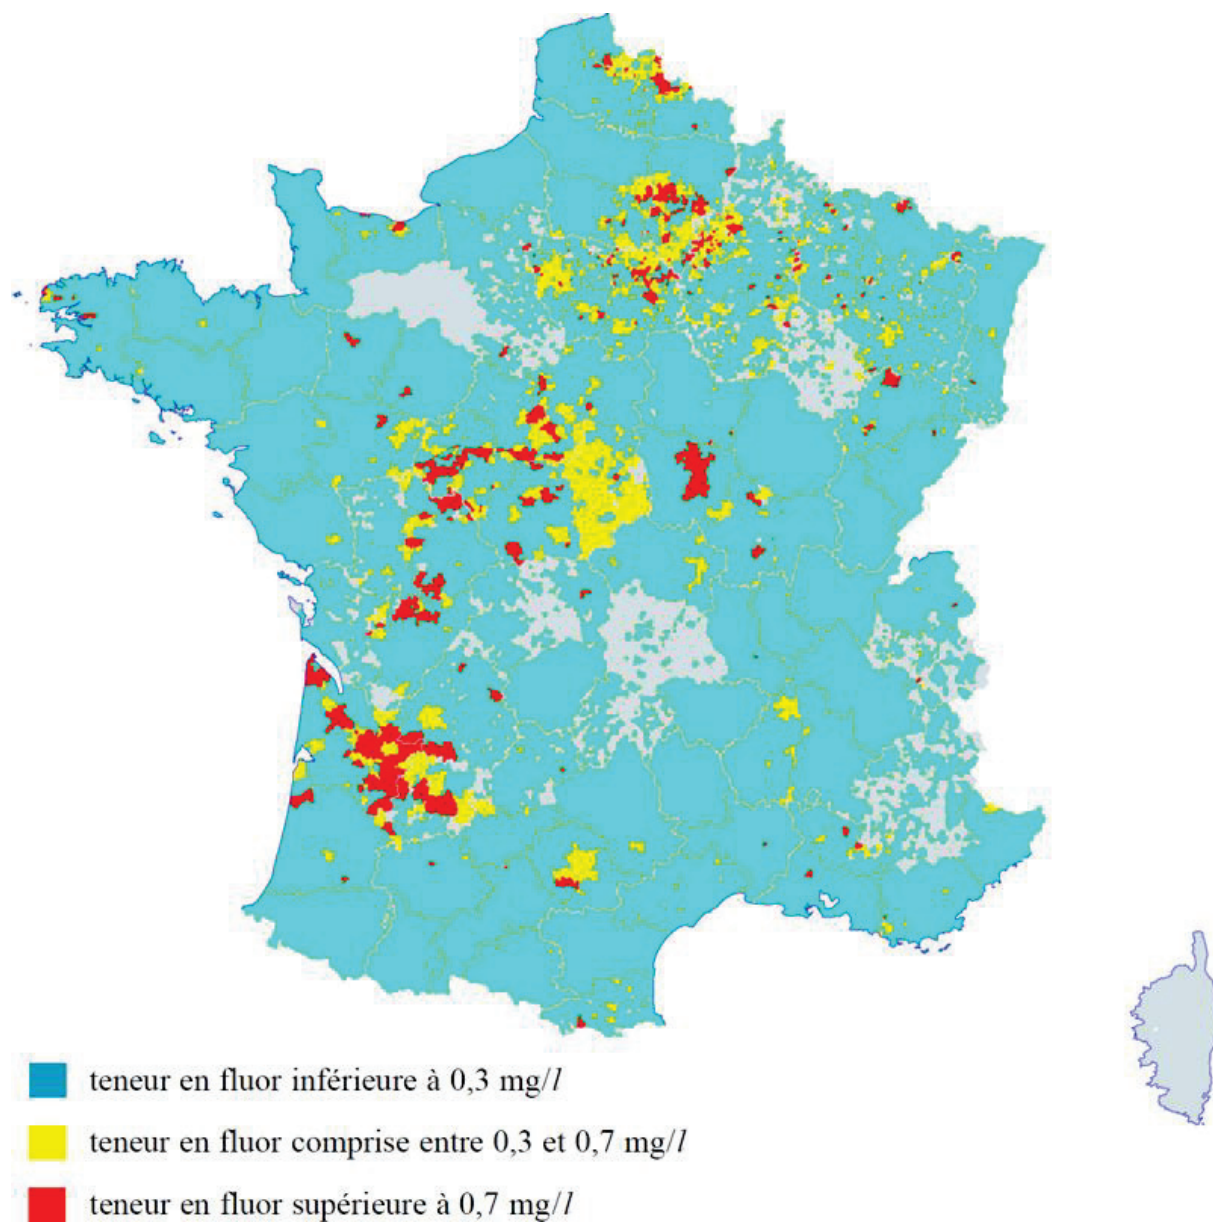 teneur en fluor inférieure à 0,3 mg/l
teneur en fluor comprise entre 0,3 et 0,7 mg/l
teneur en fluor supérieure à 0,7 mg/l